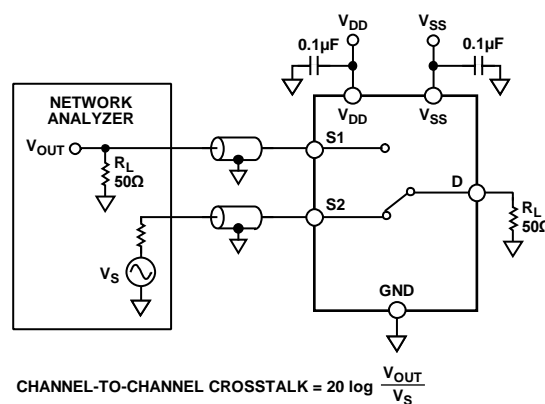 VDD
VSS
0.1µF
0.1µF
NETWORK
ANALYZER
VDD
VSS
VOUT
RL
50Ω
S1
S2
D
RL
50Ω
VS
GND
CHANNEL-TO-CHANNEL CROSSTALK = 20 log VOUT
VS